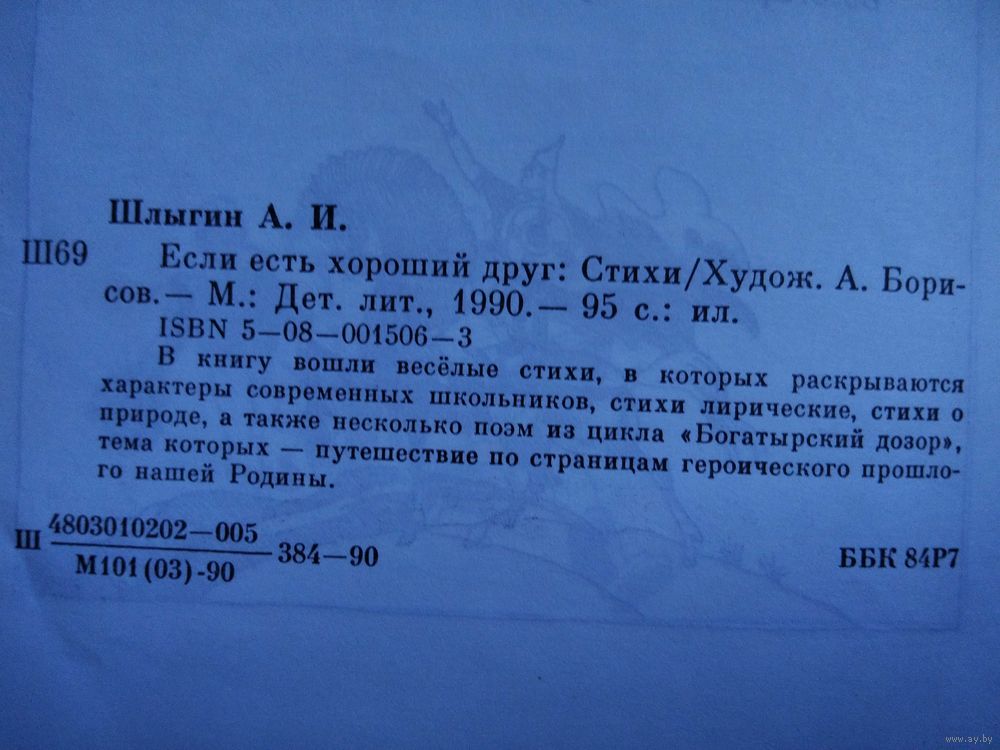 Шлыгин А. И.
Ш69 Если есть хороший друг: Стихи/Худож. А. Бори-
сов.— М.: Дет. лит., 1990.— 95 с.: ил.
ISBN 5—08—001506—3
В книгу вошли весёлые стихи, в которых раскрываются
характеры современных школьников, стихи лирические, стихи о
природе, а также несколько поэм из цикла «Богатырский дозор»,
тема которых — путешествие по страницам героического прошло-
го нашей Родины.
Ш 4803010202—005 384—90
М101(03)-90
ББК 84Р7
www.ay.by